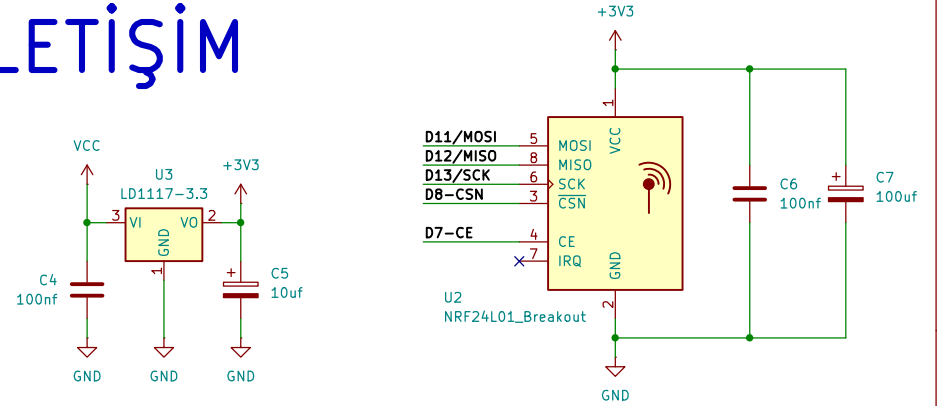 LETİŞİM
+3V3
1
VCC
D11/MOSI 5 MOSI
D12/MISO 8 MISO
D13/SCK 6 SCK
D8-CSN 3 CSN
D7-CE 4 CE
7 IRQ
GND
2
U2
NRF24L01_Breakout
GND
C6
100nf
+
C7
100uf
VCC
+3V3
U3
LD1117-3.3
3 VI VO 2
GND
1
C4
100nf
+
C5
10uf
GND
GND
GND